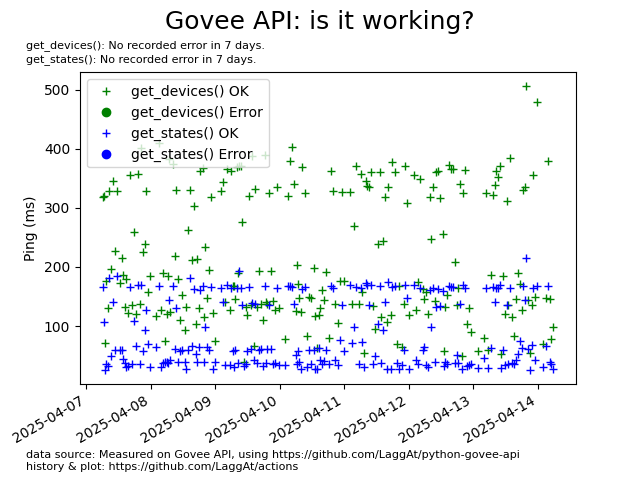 Govee API: is it working?
get_devices(): No recorded error in 7 days.
get_states(): No recorded error in 7 days.
get_devices() OK
get_devices() Error
get_states() OK
get_states() Error
Ping (ms)
500
400
300
200
100
2025-04-07
2025-04-08
2025-04-09
2025-04-10
2025-04-11
2025-04-12
2025-04-13
2025-04-14
data source: Measured on Govee API, using https://github.com/LaggAt/python-govee-api
history & plot: https://github.com/LaggAt/actions